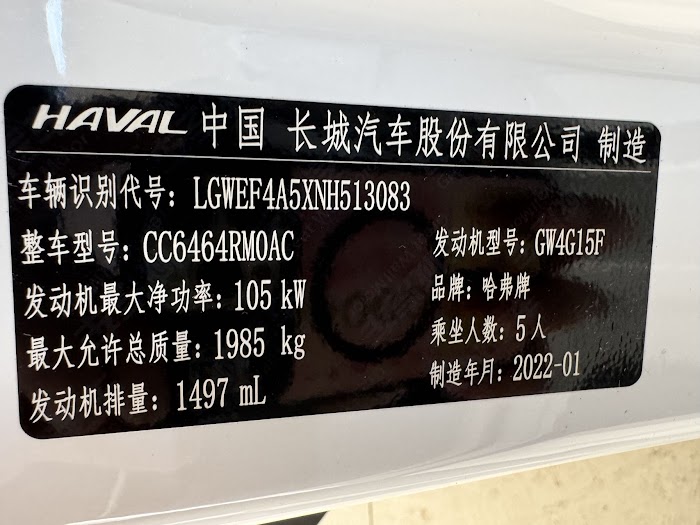 HAVAL 中国 长城汽车股份有限公司 制造
车辆识别代号: LGWEF4A5XNH513083
整车型号: CC6464RM0AC 发动机型号: GW4G15F
发动机最大净功率: 105 kW 品牌: 哈弗牌
最大允许总质量: 1985 kg 乘坐人数: 5 人
发动机排量: 1497 mL 制造年月: 2022-01